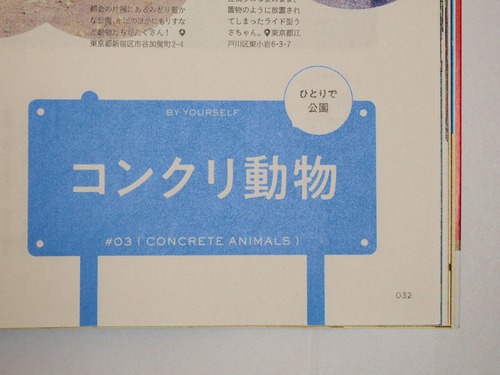 都会の片隅にあるのどり豊か
な公園。かばのほかにもりすな
ど動物たちがたくさん!
東京都新宿区市谷加賀町2-4
置物のように放置され
てしまったライド型う
さちゃん。東京都江
戸川区東小岩6-3-7
ひとりで
公園
BY YOURSELF
コンクリ動物
#03 ( CONCRETE ANIMALS )
032